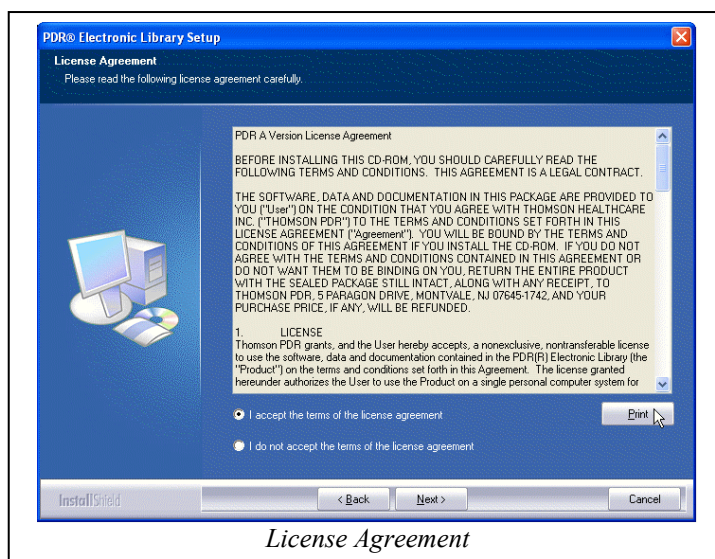 PDR® Electronic Library Setup
License Agreement
Please read the following license agreement carefully.
PDR A Version License Agreement
BEFORE INSTALLING THIS CD-ROM, YOU SHOULD CAREFULLY READ THE
FOLLOWING TERMS AND CONDITIONS. THIS AGREEMENT IS A LEGAL CONTRACT.
THE SOFTWARE, DATA AND DOCUMENTATION IN THIS PACKAGE ARE PROVIDED TO
YOU ("User") ON THE CONDITION THAT YOU AGREE WITH THOMSON HEALTHCARE
INC. ("THOMSON PDR") TO THE TERMS AND CONDITIONS SET FORTH IN THIS
LICENSE AGREEMENT ("Agreement"). YOU WILL BE BOUND BY THE TERMS AND
CONDITIONS OF THIS AGREEMENT IF YOU INSTALL THE CD-ROM. IF YOU DO NOT
AGREE WITH THE TERMS AND CONDITIONS CONTAINED IN THIS AGREEMENT OR
DO NOT WANT THEM TO BE BINDING ON YOU, RETURN THE ENTIRE PRODUCT
WITH THE SEALED PACKAGE STILL INTACT, ALONG WITH ANY RECEIPT, TO
THOMSON PDR, 5 PARAGON DRIVE, MONTVALE, NJ 07645-1742, AND YOUR
PURCHASE PRICE, IF ANY, WILL BE REFUNDED.
1. LICENSE
Thomson PDR grants, and the User hereby accepts, a nonexclusive, nontransferable license
to use the software, data and documentation contained in the PDR(R) Electronic Library (the
"Product") on the terms and conditions set forth in this Agreement. The license granted
hereunder authorizes the User to use the Product on a single personal computer system for
I accept the terms of the license agreement
Print
I do not accept the terms of the license agreement
InstallShield
< Back
Next >
Cancel
License Agreement